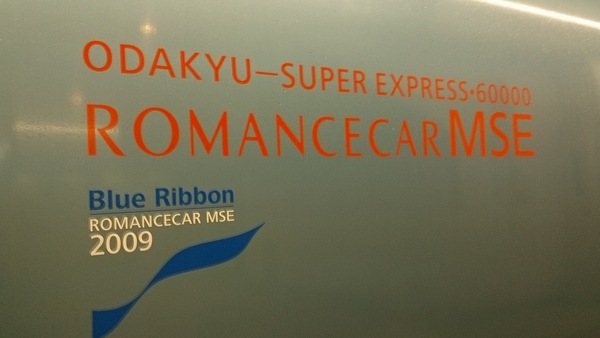 ODAKYU—SUPER EXPRESS·60000
ROMANCECAR MSE
Blue Ribbon
ROMANCECAR MSE
2009